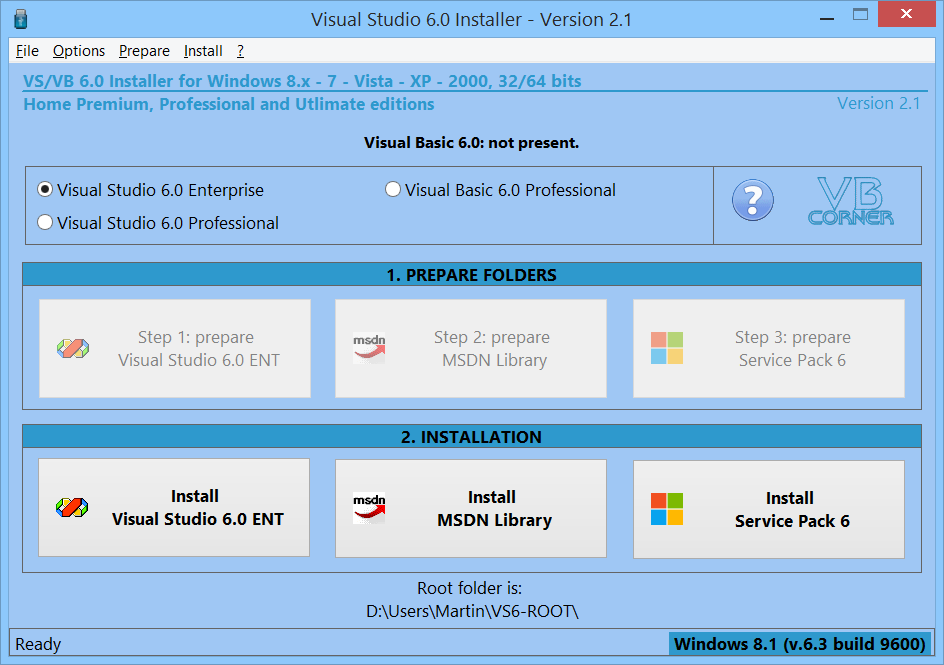 Visual Studio 6.0 Installer - Version 2.1
File Options Prepare Install ?
VS/VB 6.0 Installer for Windows 8.x - 7 - Vista - XP - 2000, 32/64 bits
Home Premium, Professional and Utlimate editions
Version 2.1
Visual Basic 6.0: not present.
Visual Studio 6.0 Enterprise
Visual Basic 6.0 Professional
Visual Studio 6.0 Professional
?
VB
CORNER
1. PREPARE FOLDERS
Step 1: prepare
Visual Studio 6.0 ENT
msdn
Step 2: prepare
MSDN Library
Step 3: prepare
Service Pack 6
2. INSTALLATION
Install
Visual Studio 6.0 ENT
msdn
Install
MSDN Library
Install
Service Pack 6
Root folder is:
D:\Users\Martin\VS6-ROOT\
Ready
Windows 8.1 (v.6.3 build 9600)